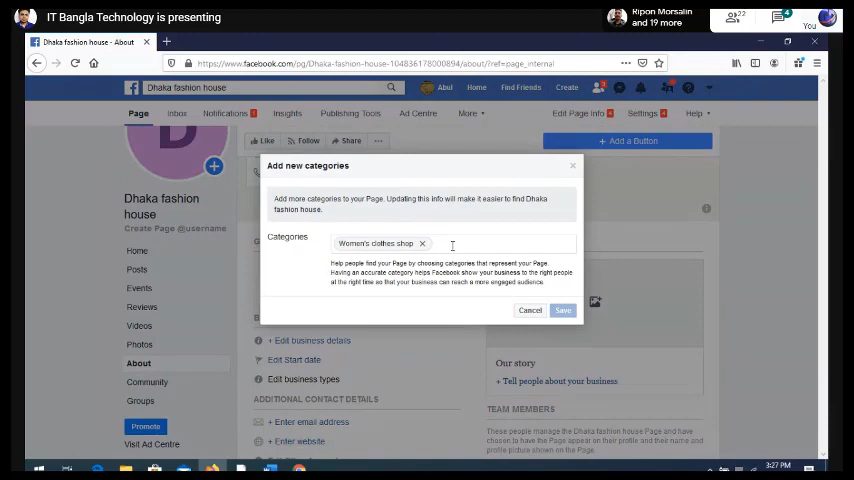 IT Bangla Technology is presenting
Ripon Morsalin
and 19 more
22
4
You
Dhaka fashion house - About
https://www.facebook.com/pg/Dhaka-fashion-house-104836178000894/about/?ref=page_internal
Dhaka fashion house
Abul
Home
Find Friends
Create
Page
Inbox
Notifications
Insights
Publishing Tools
Ad Centre
More
Edit Page Info
Settings
Help
Like
Follow
Share
+ Add a Button
D
Dhaka fashion
house
Create Page @username
Home
Posts
Events
Reviews
Videos
Photos
About
Community
Groups
Promote
Visit Ad Centre
Add new categories
Add more categories to your Page. Updating this info will make it easier to find Dhaka
fashion house.
Categories
Women's clothes shop
Help people find your Page by choosing categories that represent your Page.
Having an accurate category helps Facebook show your business to the right people
at the right time so that your business can reach a more engaged audience.
Cancel
Save
+ Edit business details
+ Edit Start date
Edit business types
ADDITIONAL CONTACT DETAILS
+ Enter email address
+ Enter website
Our story
+ Tell people about your business
TEAM MEMBERS
These people manage the Dhaka fashion house Page and
chosen to have the Page appear on their profile and their name and
profile picture shown on the Page.
3:27 PM